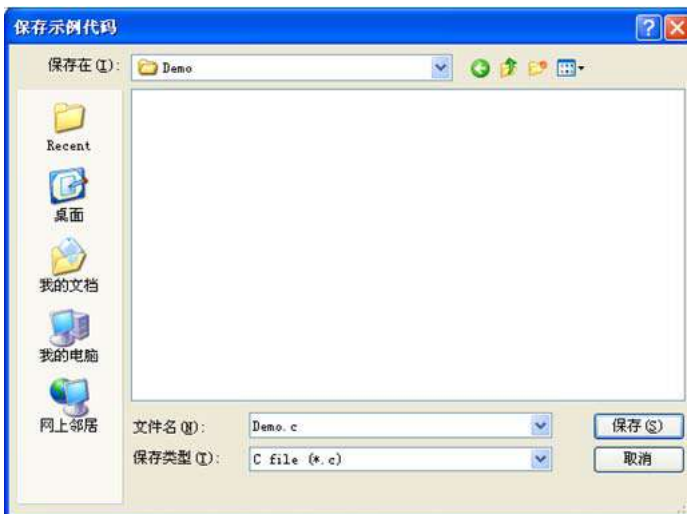 保存示例代码
保存在(I):
Demo
Recent
桌面
我的文档
我的电脑
网上邻居
文件名(N):
Demo.c
保存(S)
保存类型(T):
C file (*.c)
取消